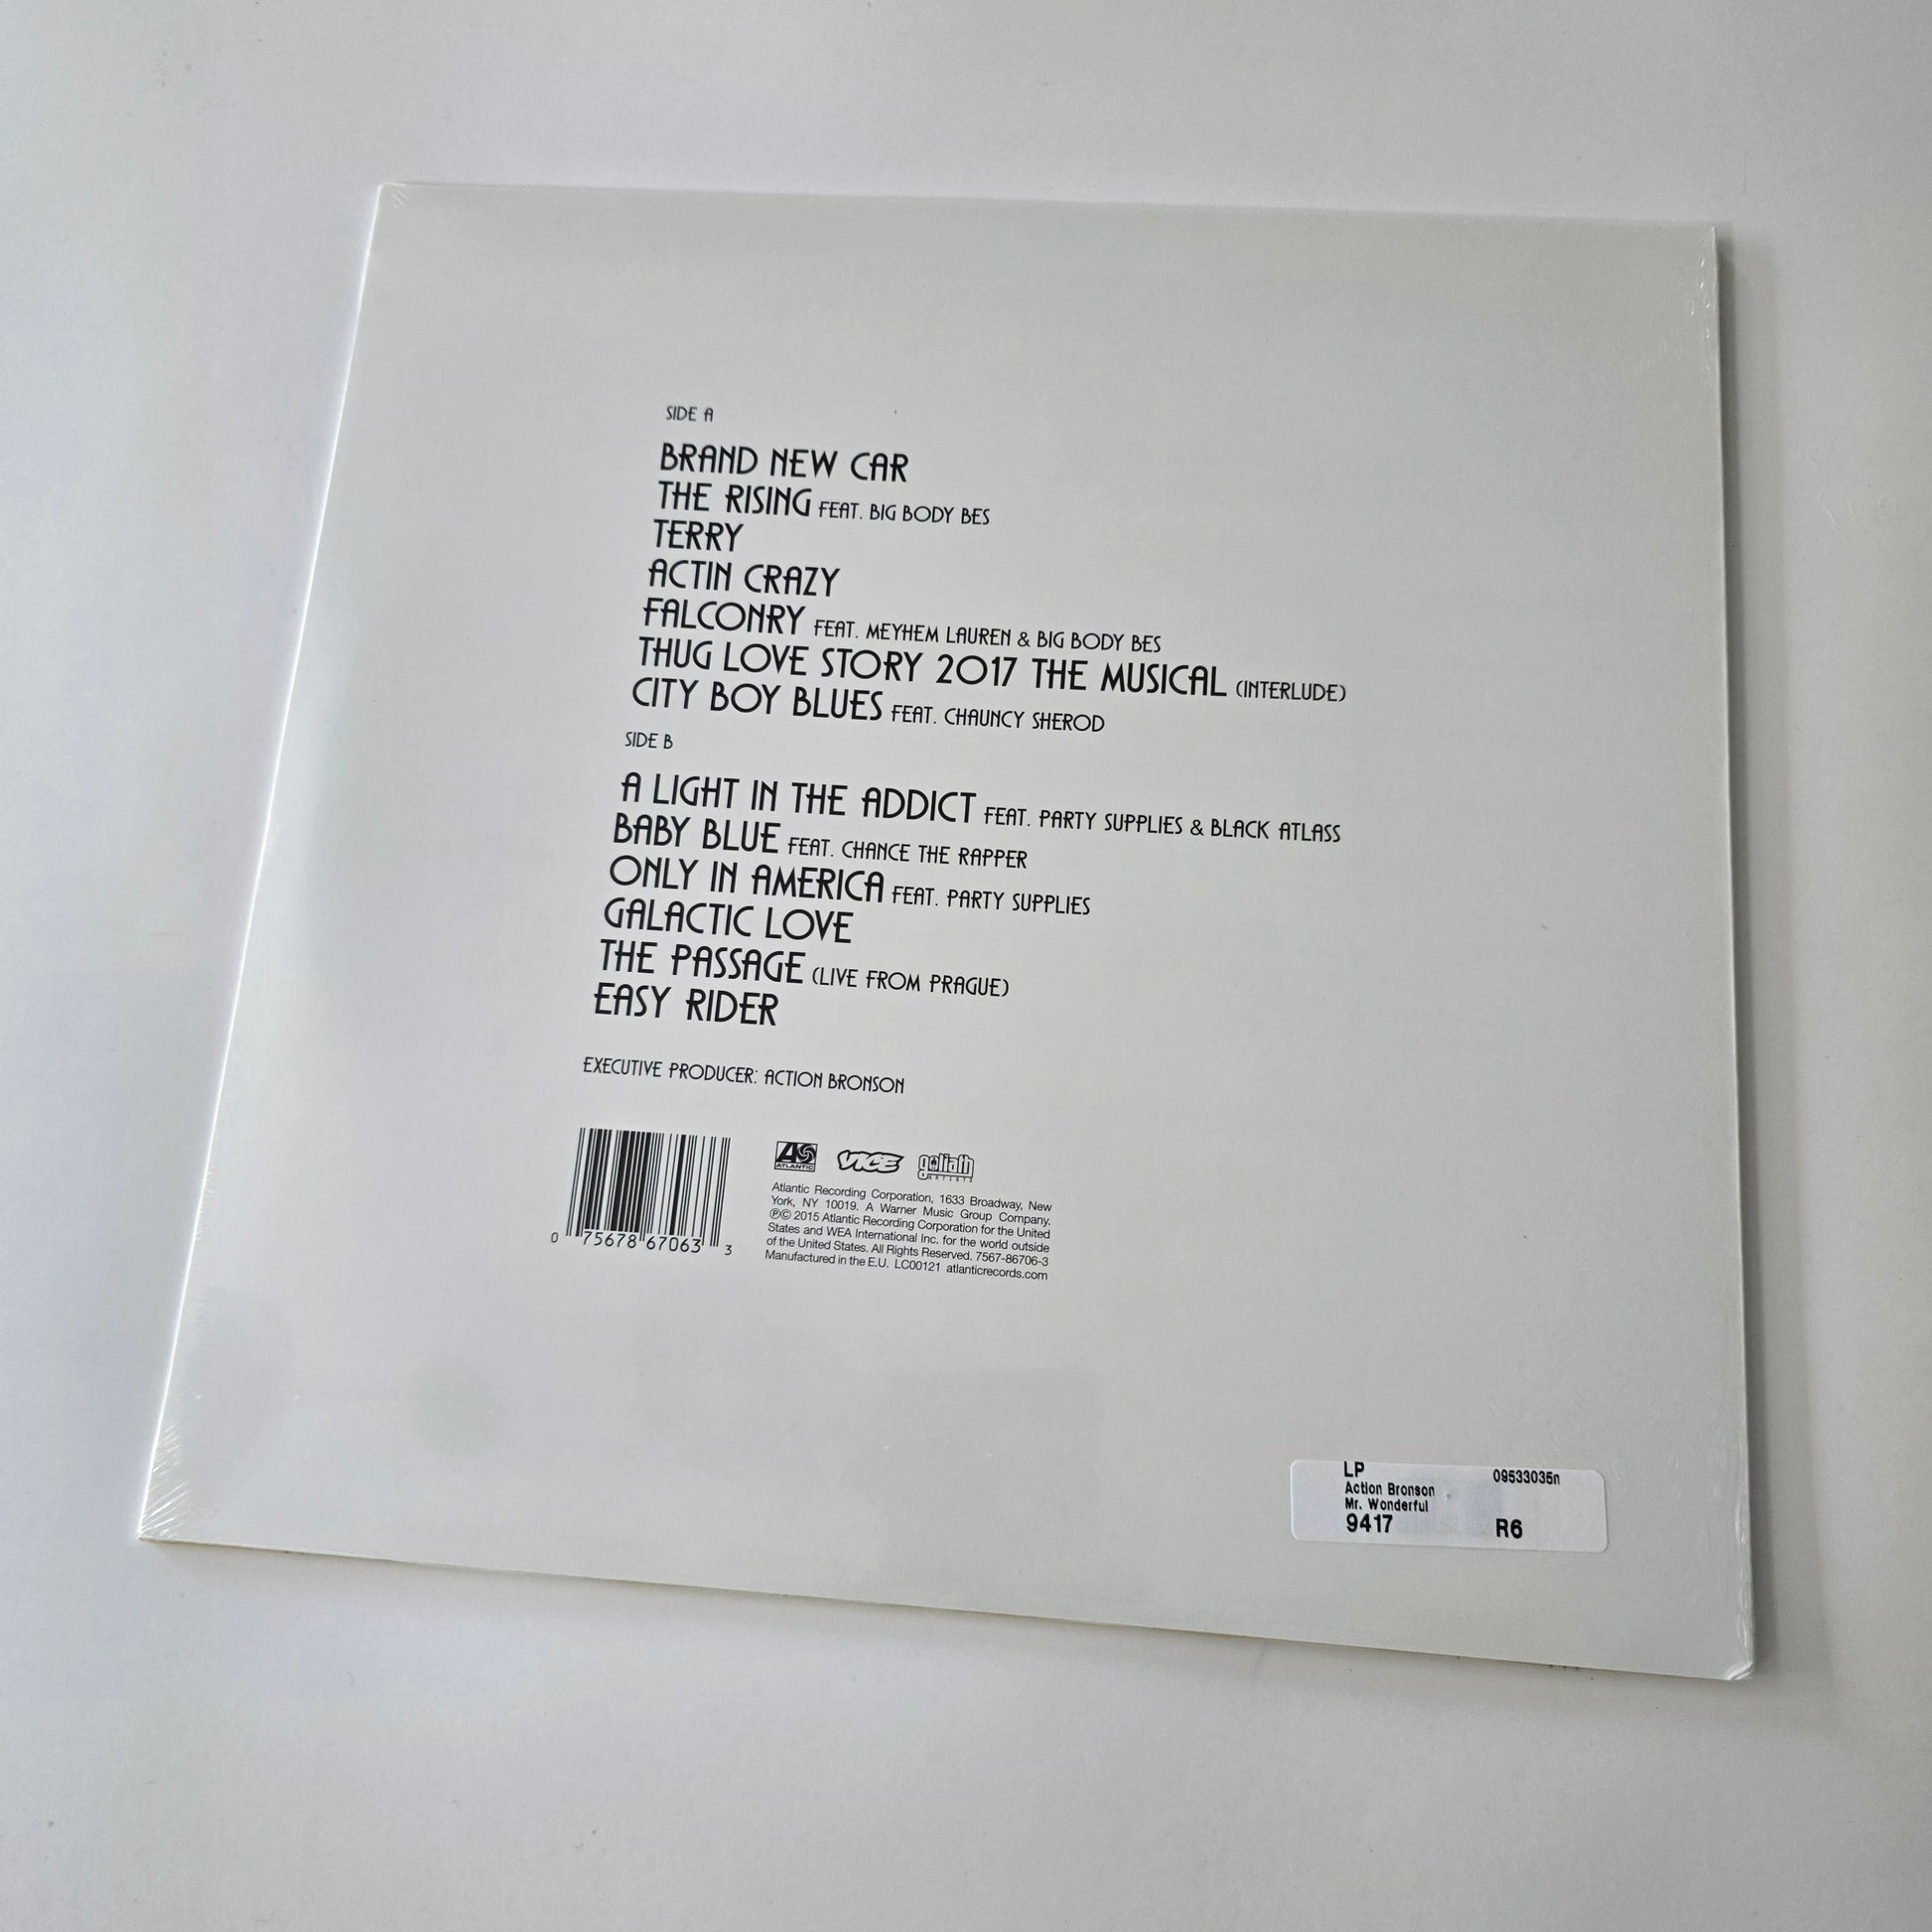 SIDE A
BRAND NEW CAR
THE RISING FEAT. BIG BODY BES
TERRY
ACTIN CRAZY
FALCONRY FEAT. MEYHEM LAUREN & BIG BODY BES
THUG LOVE STORY 2017 THE MUSICAL (INTERLUDE)
CITY BOY BLUES FEAT. CHAUNCY SHEROD
SIDE B
A LIGHT IN THE ADDICT FEAT. PARTY SUPPLIES & BLACK ATLASS
BABY BLUE FEAT. CHANCE THE RAPPER
ONLY IN AMERICA FEAT. PARTY SUPPLIES
GALACTIC LOVE
THE PASSAGE (LIVE FROM PRAGUE)
EASY RIDER
EXECUTIVE PRODUCER: ACTION BRONSON
0 75678 67063 3
ATLANTIC VICE goliath ARTISTS
Atlantic Recording Corporation, 1633 Broadway, New
York, NY 10019. A Warner Music Group Company.
℗© 2015 Atlantic Recording Corporation for the United
States and WEA International Inc. for the world outside
of the United States. All Rights Reserved. 7567-86706-3
Manufactured in the E.U. LC00121 atlanticrecords.com
LP 09533035n
Action Bronson
Mr. Wonderful
9417 R6